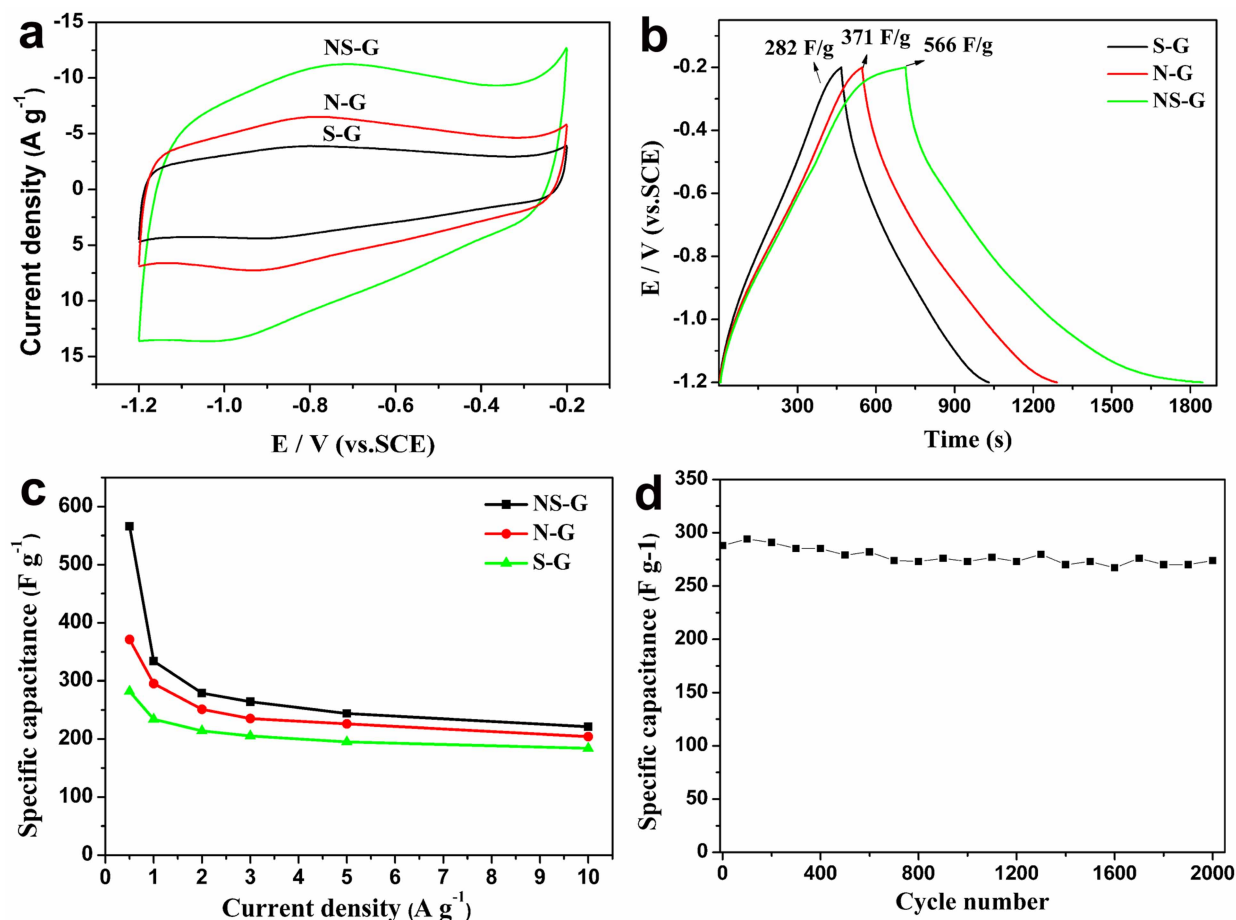 a
NS-G
N-G
S-G
-15
-10
-5
0
5
10
15
Current density (A g-1)
-1.2 -1.0 -0.8 -0.6 -0.4 -0.2
E / V (vs.SCE)
b
282 F/g
371 F/g
566 F/g
S-G
N-G
NS-G
-0.2
-0.4
-0.6
-0.8
-1.0
-1.2
E / V (vs.SCE)
300 600 900 1200 1500 1800
Time (s)
c
NS-G
N-G
S-G
600
500
400
300
200
100
0
Specific capacitance (F g-1)
0 1 2 3 4 5 6 7 8 9 10
Current density (A g-1)
d
350
300
250
200
150
100
50
0
Specific capacitance (F g-1)
0 400 800 1200 1600 2000
Cycle number